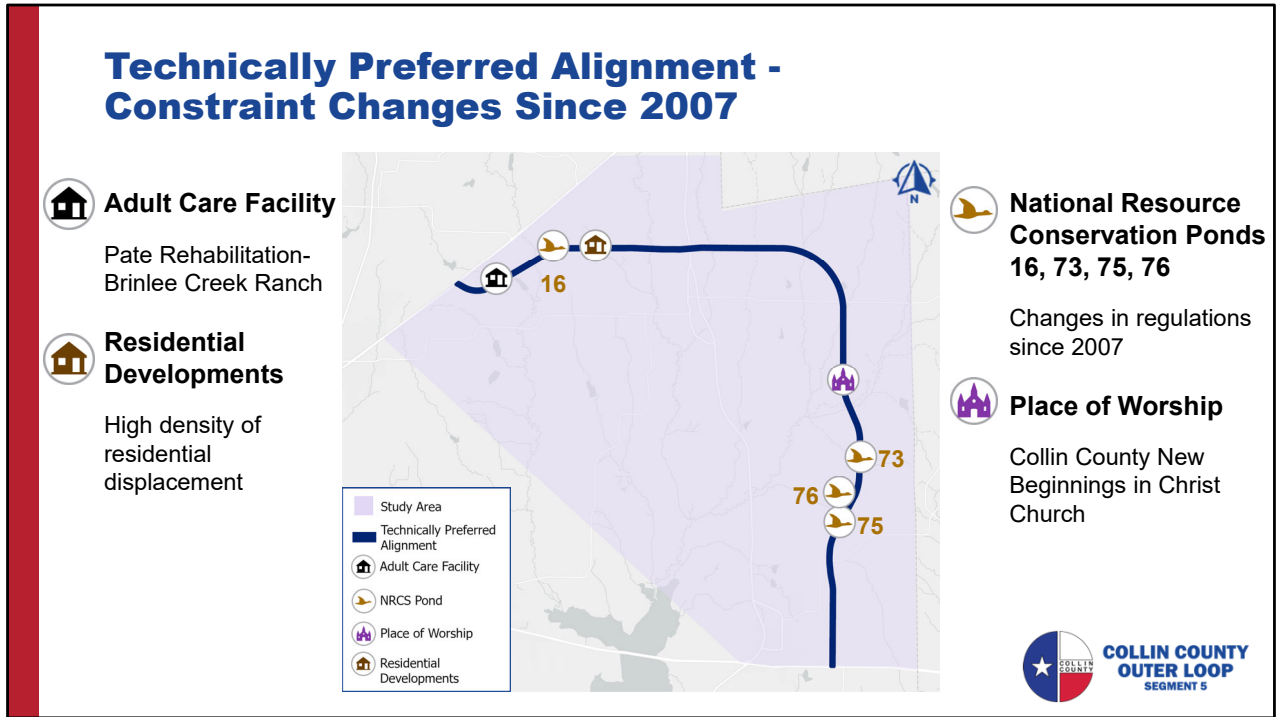 Technically Preferred Alignment -
Constraint Changes Since 2007
Adult Care Facility
Pate Rehabilitation-
Brinlee Creek Ranch
Residential
Developments
High density of
residential
displacement
N
16
73
76
75
Study Area
Technically Preferred
Alignment
Adult Care Facility
NRCS Pond
Place of Worship
Residential
Developments
National Resource
Conservation Ponds
16, 73, 75, 76
Changes in regulations
since 2007
Place of Worship
Collin County New
Beginnings in Christ
Church
COLLIN
COUNTY
COLLIN COUNTY
OUTER LOOP
SEGMENT 5